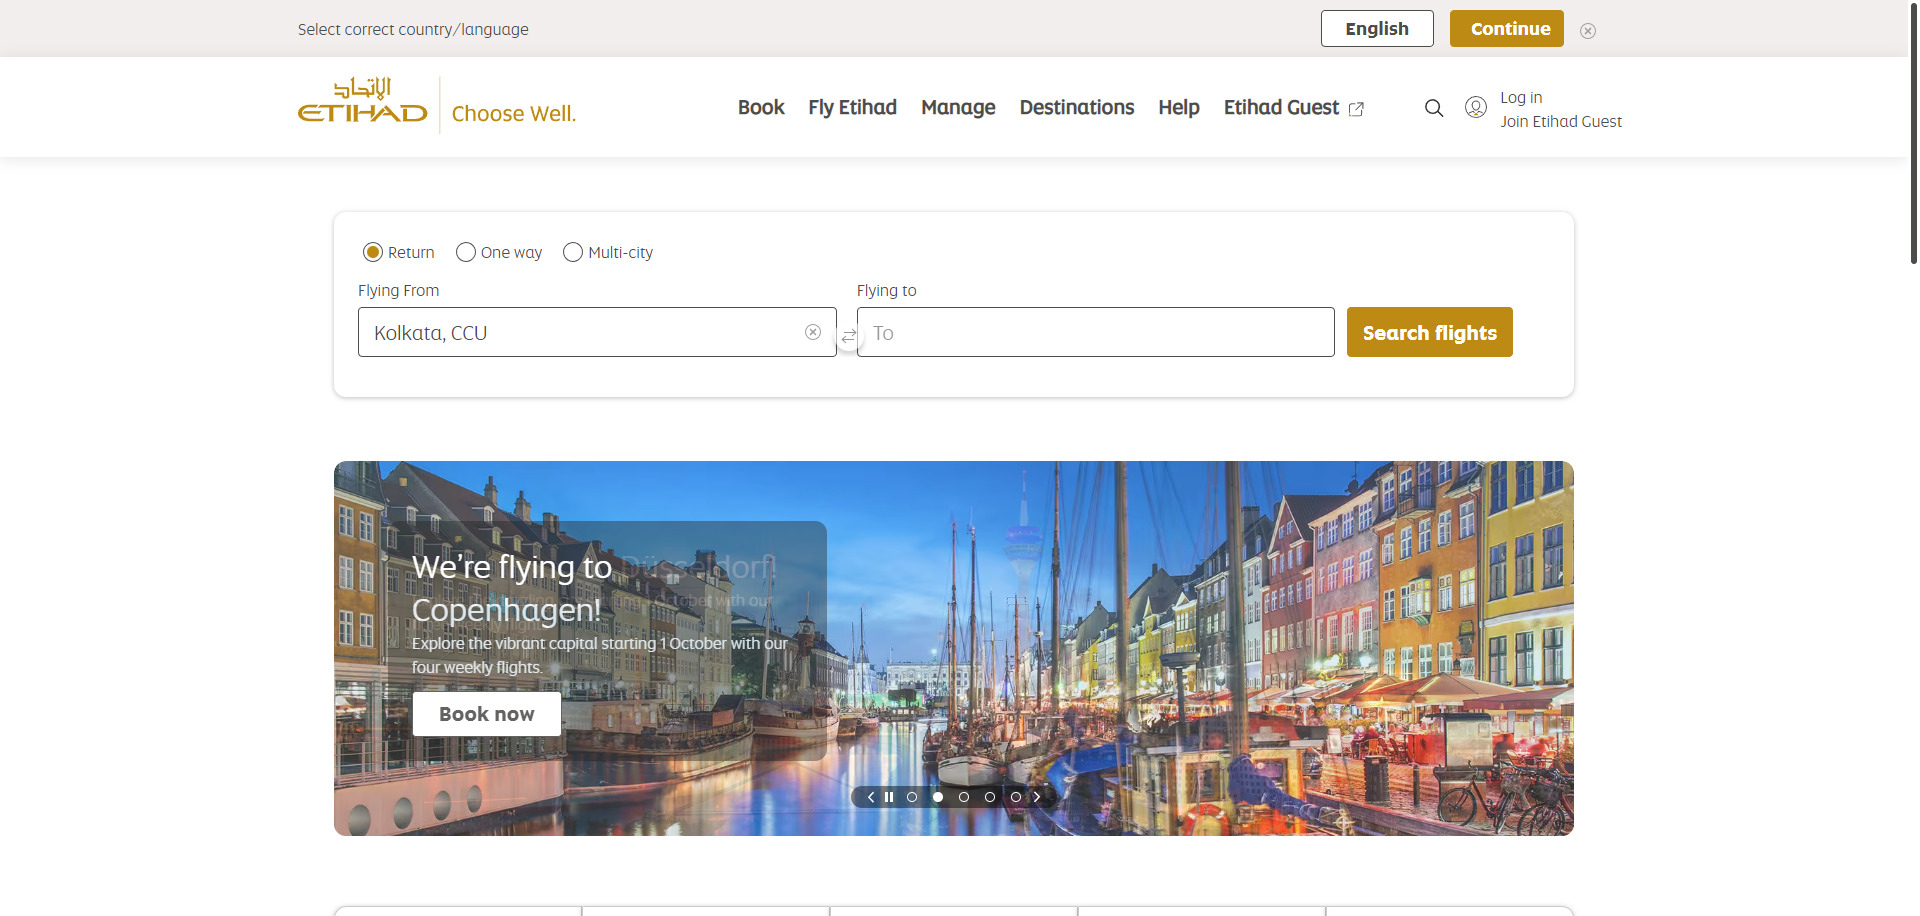 Select correct country/language
English
Continue
الإتحاد
ETIHAD
Choose Well.
Book
Fly Etihad
Manage
Destinations
Help
Etihad Guest
Log in
Join Etihad Guest
Return
One way
Multi-city
Flying From
Flying to
Kolkata, CCU
To
Search flights
We're flying to
Düsseldorf!
Copenhagen!
Explore the vibrant capital starting 1 October with our
four weekly flights.
Book now